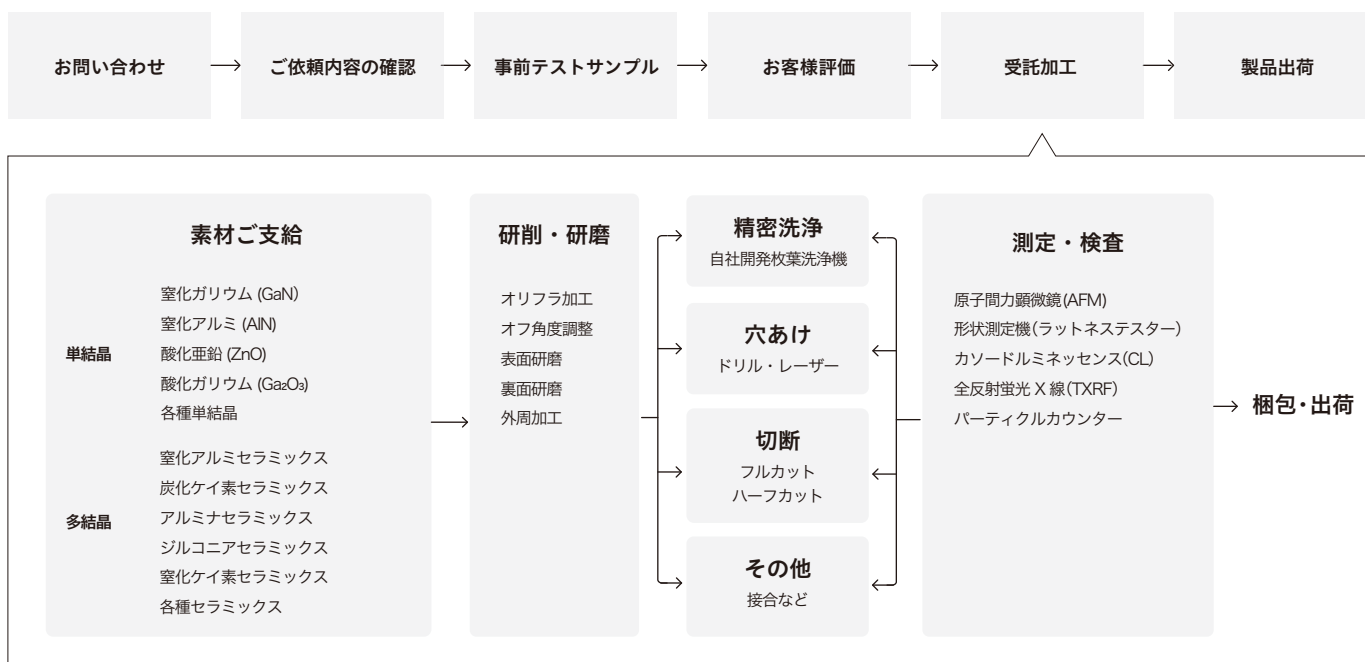 お問い合わせ
ご依頼内容の確認
事前テストサンプル
お客様評価
受託加工
製品出荷
素材ご支給
単結晶
窒化ガリウム (GaN)
窒化アルミ (AlN)
酸化亜鉛 (ZnO)
酸化ガリウム (Ga₂O₃)
各種単結晶
多結晶
窒化アルミセラミックス
炭化ケイ素セラミックス
アルミナセラミックス
ジルコニアセラミックス
窒化ケイ素セラミックス
各種セラミックス
研削・研磨
オリフラ加工
オフ角度調整
表面研磨
裏面研磨
外周加工
精密洗浄
自社開発枚葉洗浄機
穴あけ
ドリル・レーザー
切断
フルカット
ハーフカット
その他
接合など
測定・検査
原子間力顕微鏡(AFM)
形状測定機(ラットネステスター)
カソードルミネッセンス(CL)
全反射蛍光 X 線(TXRF)
パーティクルカウンター
梱包・出荷